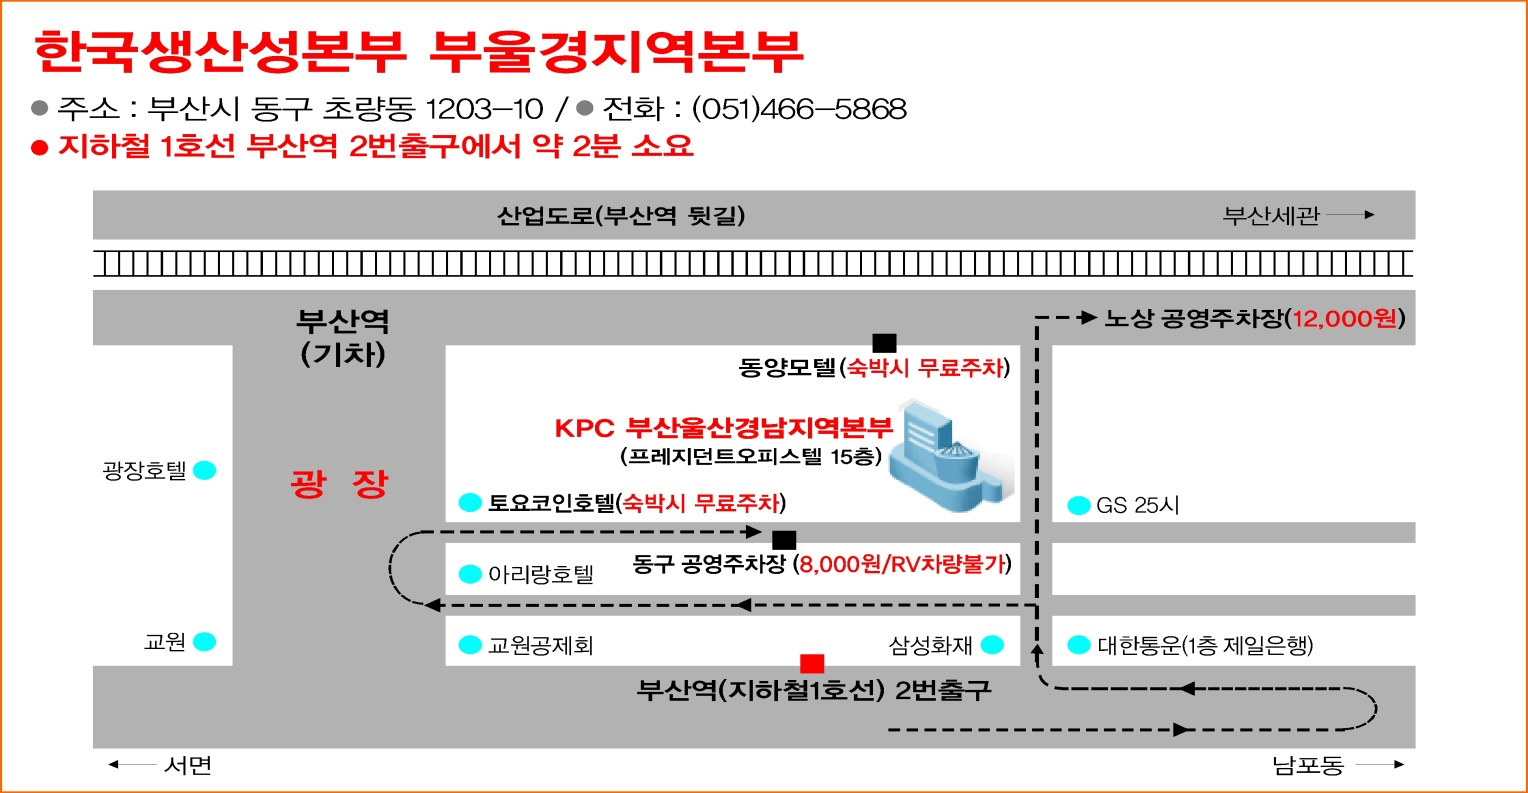 한국생산성본부 부울경지역본부
주소 : 부산시 동구 초량동 1203-10 / 전화 : (051)466-5868
지하철 1호선 부산역 2번출구에서 약 2분 소요
산업도로(부산역 뒷길)
부산세관
부산역
(기차)
노상 공영주차장(12,000원)
동양모텔(숙박시 무료주차)
KPC 부산울산경남지역본부
(프레지던트오피스텔 15층)
광장호텔
광 장
토요코인호텔(숙박시 무료주차)
GS 25시
동구 공영주차장 (8,000원/RV차량불가)
아리랑호텔
교원
교원공제회
삼성화재
대한통운(1층 제일은행)
부산역(지하철1호선) 2번출구
서면
남포동